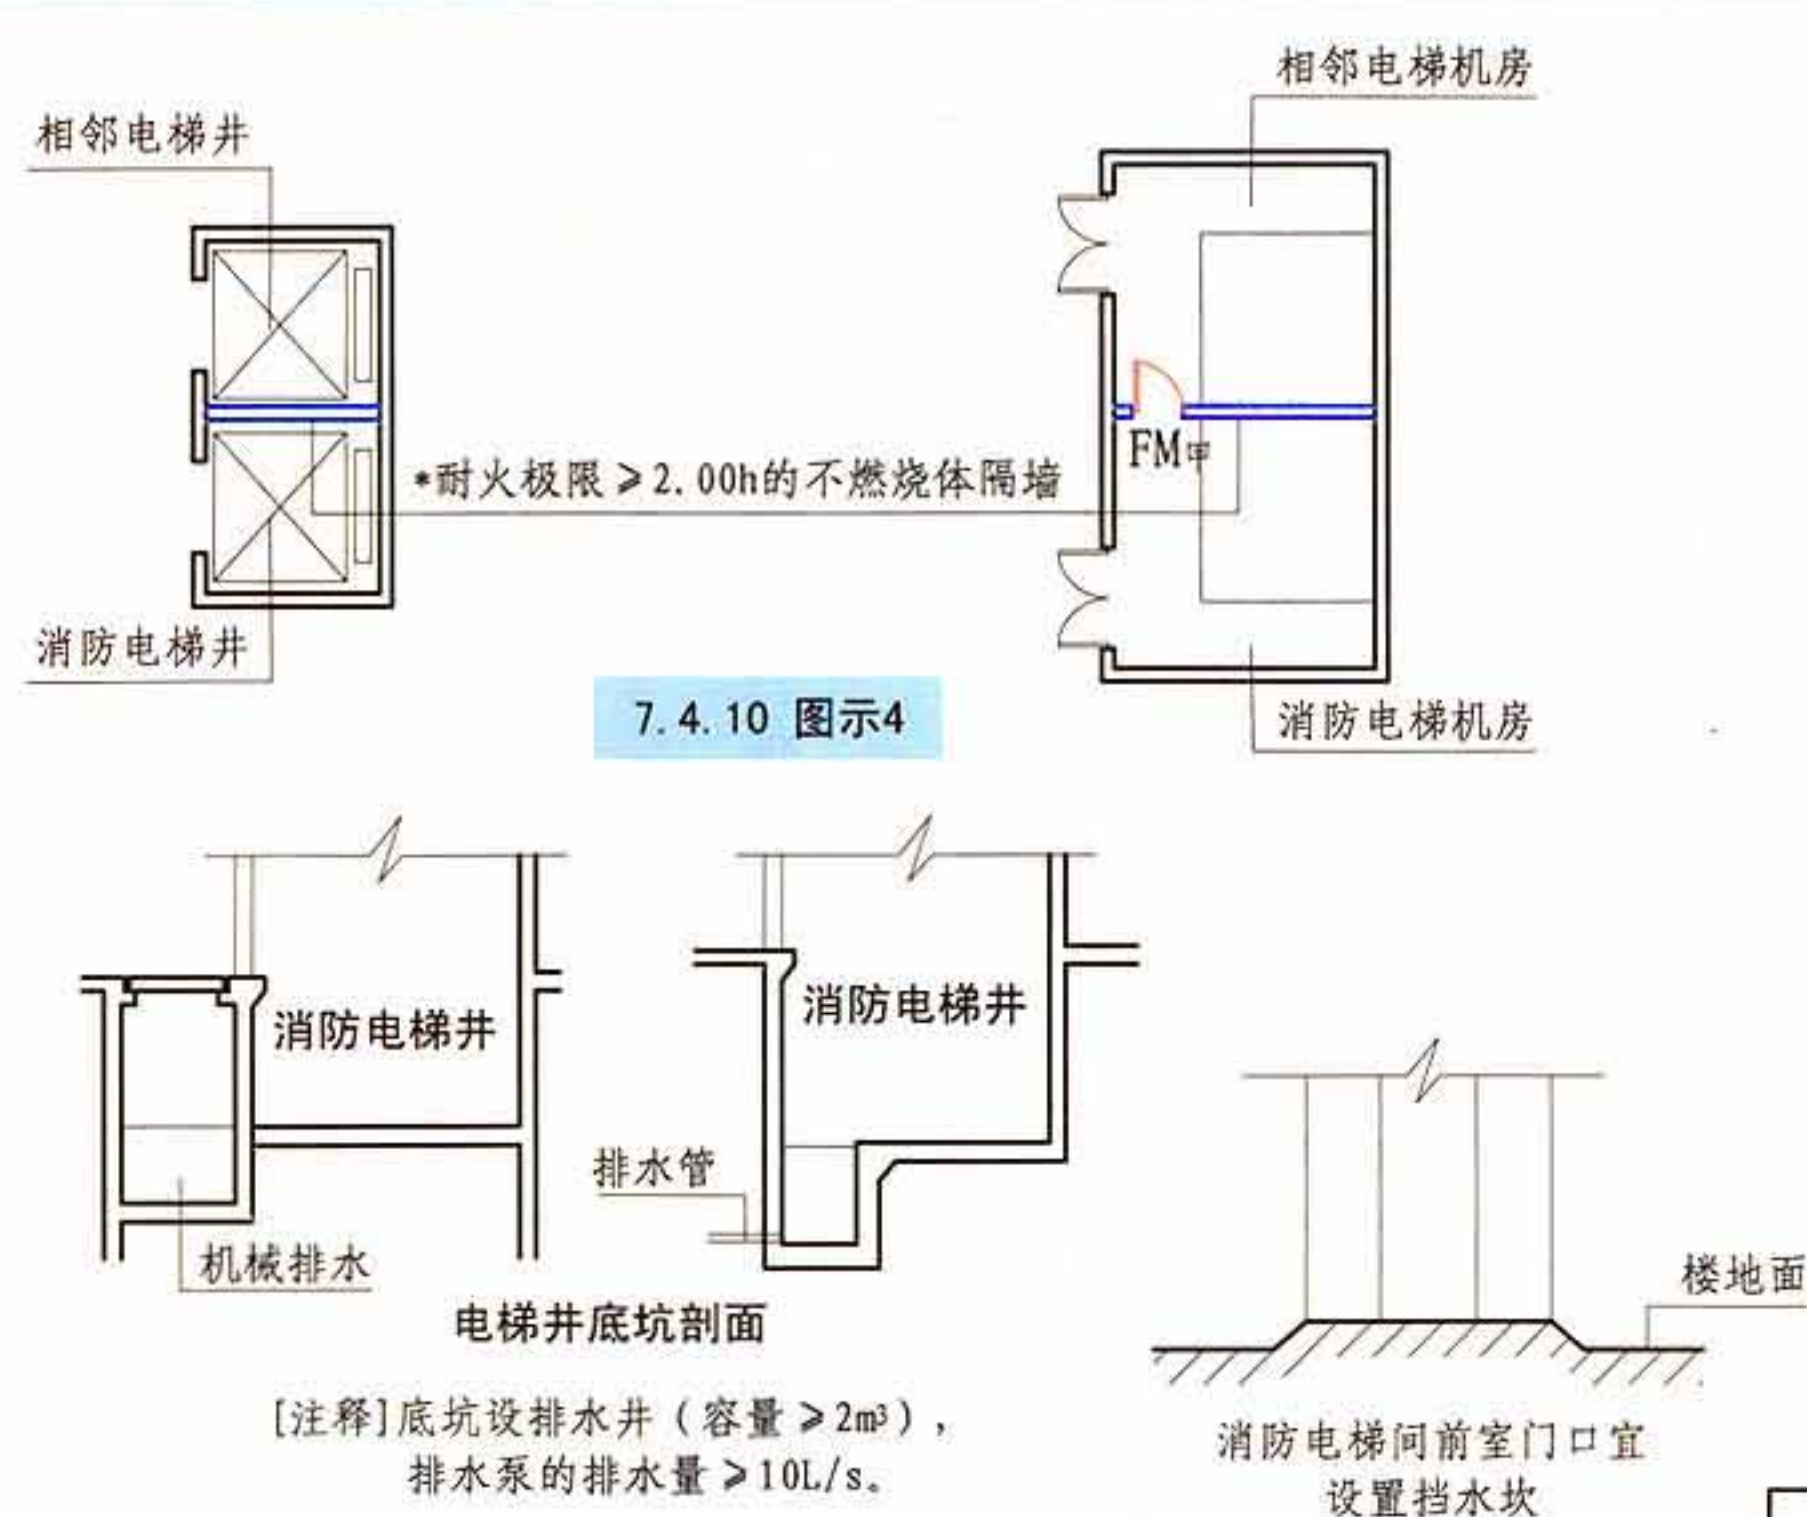 相邻电梯机房
相邻电梯井
FM甲
*耐火极限≥2.00h的不燃烧体隔墙
消防电梯井
7.4.10 图示4
消防电梯机房
消防电梯井
消防电梯井
排水管
机械排水
楼地面
电梯井底坑剖面
[注释]底坑设排水井（容量≥2m³），
排水泵的排水量≥10L/s。
消防电梯间前室门口宜
设置挡水坎